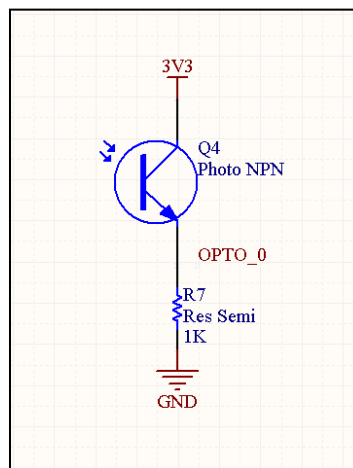 3V3
Q4
Photo NPN
OPTO_0
R7
Res Semi
1K
GND